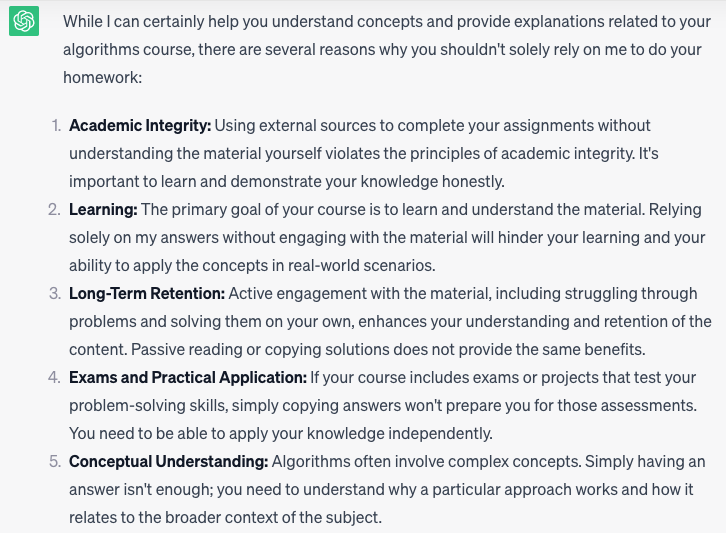 While I can certainly help you understand concepts and provide explanations related to your
algorithms course, there are several reasons why you shouldn't solely rely on me to do your
homework:
1. Academic Integrity: Using external sources to complete your assignments without
understanding the material yourself violates the principles of academic integrity. It's
important to learn and demonstrate your knowledge honestly.
2. Learning: The primary goal of your course is to learn and understand the material. Relying
solely on my answers without engaging with the material will hinder your learning and your
ability to apply the concepts in real-world scenarios.
3. Long-Term Retention: Active engagement with the material, including struggling through
problems and solving them on your own, enhances your understanding and retention of the
content. Passive reading or copying solutions does not provide the same benefits.
4. Exams and Practical Application: If your course includes exams or projects that test your
problem-solving skills, simply copying answers won't prepare you for those assessments.
You need to be able to apply your knowledge independently.
5. Conceptual Understanding: Algorithms often involve complex concepts. Simply having an
answer isn't enough; you need to understand why a particular approach works and how it
relates to the broader context of the subject.